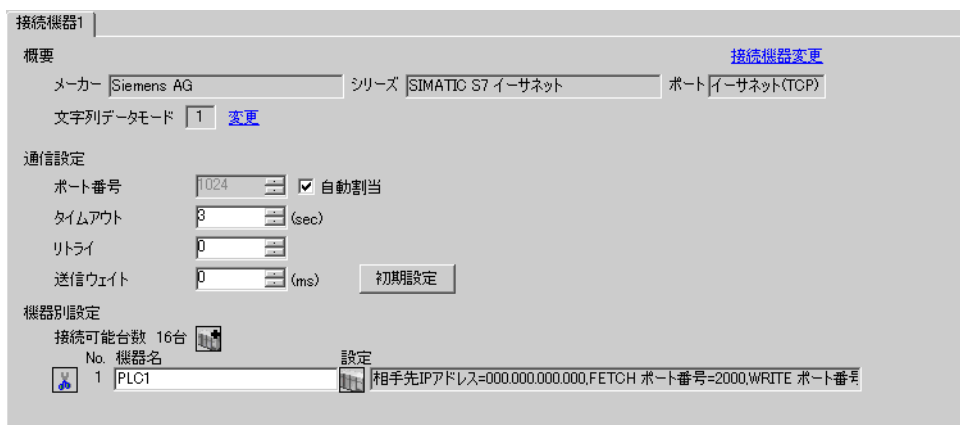 接続機器1
概要
接続機器変更
メーカー Siemens AG シリーズ SIMATIC S7 イーサネット ポート イーサネット(TCP)
文字列データモード 1 変更
通信設定
ポート番号 1024 自動割当
タイムアウト 3 (sec)
リトライ 0
送信ウェイト 0 (ms) 初期設定
機器別設定
接続可能台数 16台
No. 機器名 設定
1 PLC1 相手先IPアドレス=000.000.000.000,FETCH ポート番号=2000,WRITE ポート番号